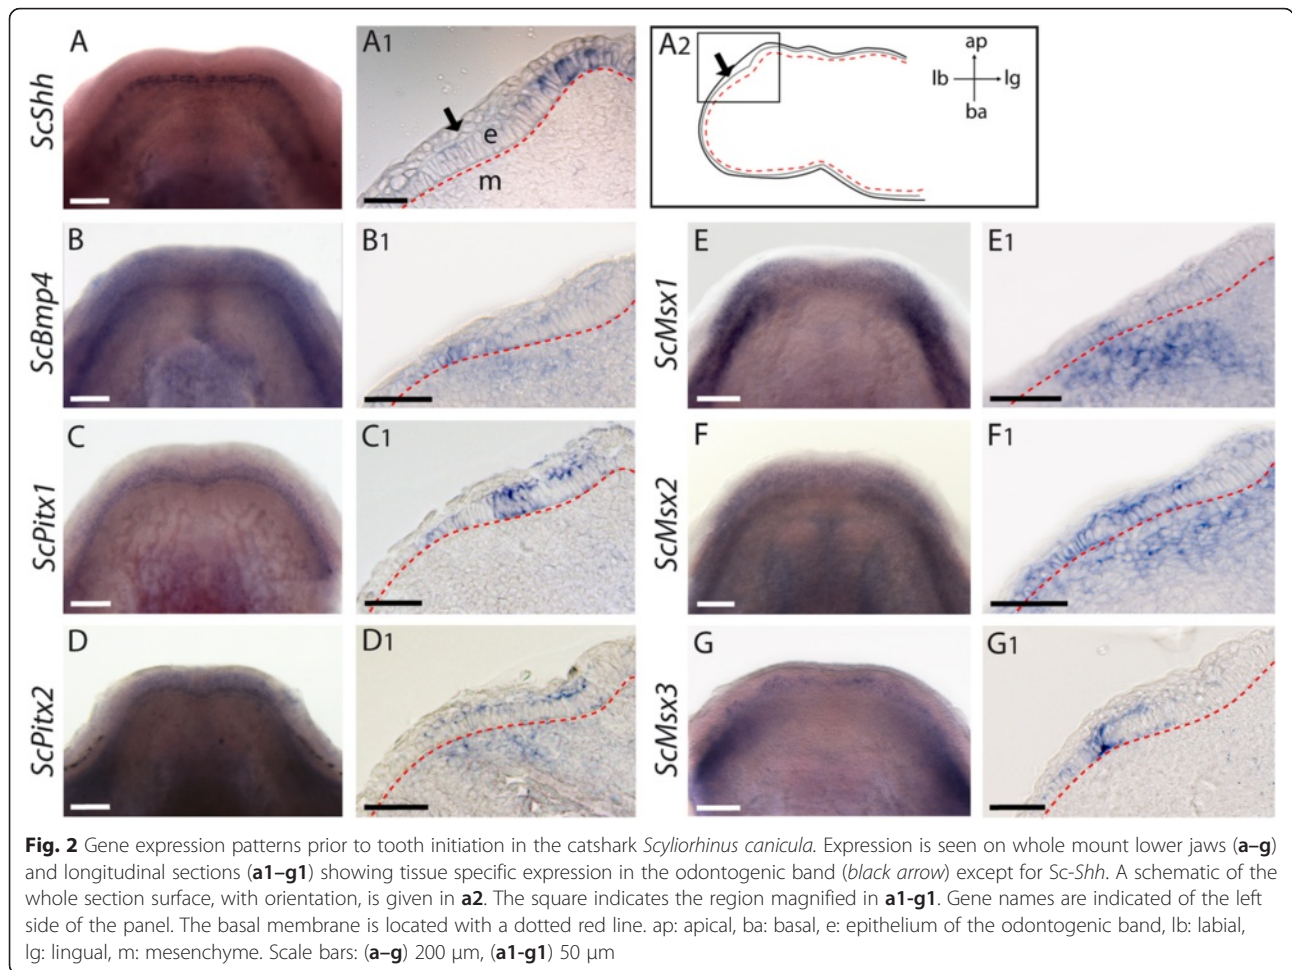 A
A1
A2
ap
lb
lg
ba
e
m
ScShh
B
B1
ScBmp4
E
E1
ScMsx1
C
C1
ScPitx1
F
F1
ScMsx2
D
D1
ScPitx2
G
G1
ScMsx3
Fig. 2 Gene expression patterns prior to tooth initiation in the catshark Scyliorhinus canicula. Expression is seen on whole mount lower jaws (a–g)
and longitudinal sections (a1–g1) showing tissue specific expression in the odontogenic band (black arrow) except for Sc-Shh. A schematic of the
whole section surface, with orientation, is given in a2. The square indicates the region magnified in a1-g1. Gene names are indicated of the left
side of the panel. The basal membrane is located with a dotted red line. ap: apical, ba: basal, e: epithelium of the odontogenic band, lb: labial,
lg: lingual, m: mesenchyme. Scale bars: (a–g) 200 μm, (a1-g1) 50 μm